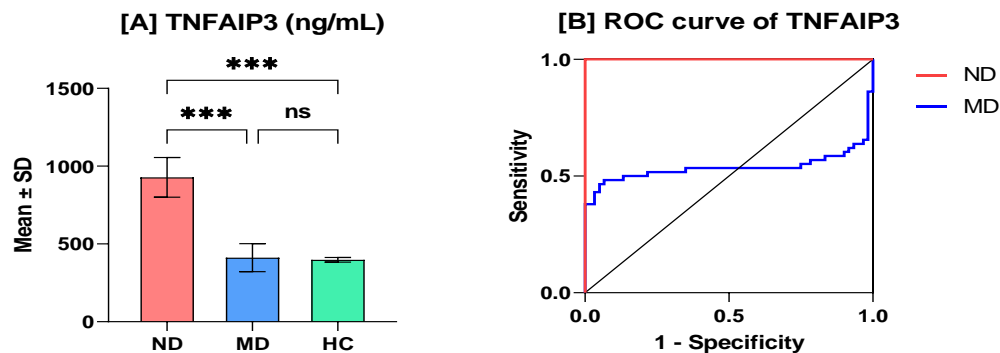 [A] TNFAIP3 (ng/mL)
***
***
ns
1500
1000
500
0
Mean ± SD
ND
MD
HC
[B] ROC curve of TNFAIP3
1.0
0.5
0.0
Sensitivity
0.0
0.5
1.0
1 - Specificity
ND
MD